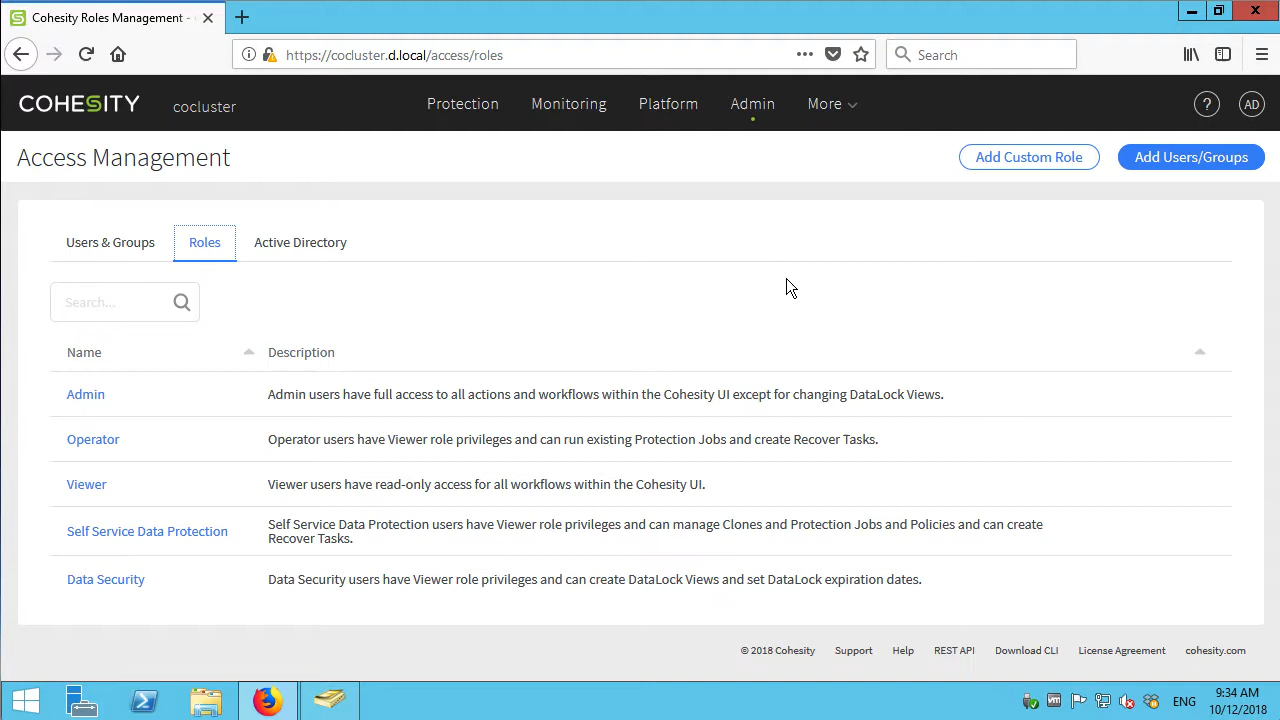 Cohesity Roles Management -
https://cocluster.d.local/access/roles
Search
COHESITY
cocluster
Protection
Monitoring
Platform
Admin
More
?
AD
Access Management
Add Custom Role
Add Users/Groups
Users & Groups
Roles
Active Directory
Search...
Name
Description
Admin
Admin users have full access to all actions and workflows within the Cohesity UI except for changing DataLock Views.
Operator
Operator users have Viewer role privileges and can run existing Protection Jobs and create Recover Tasks.
Viewer
Viewer users have read-only access for all workflows within the Cohesity UI.
Self Service Data Protection
Self Service Data Protection users have Viewer role privileges and can manage Clones and Protection Jobs and Policies and can create
Recover Tasks.
Data Security
Data Security users have Viewer role privileges and can create DataLock Views and set DataLock expiration dates.
© 2018 Cohesity
Support
Help
REST API
Download CLI
License Agreement
cohesity.com
ENG
9:34 AM
10/12/2018